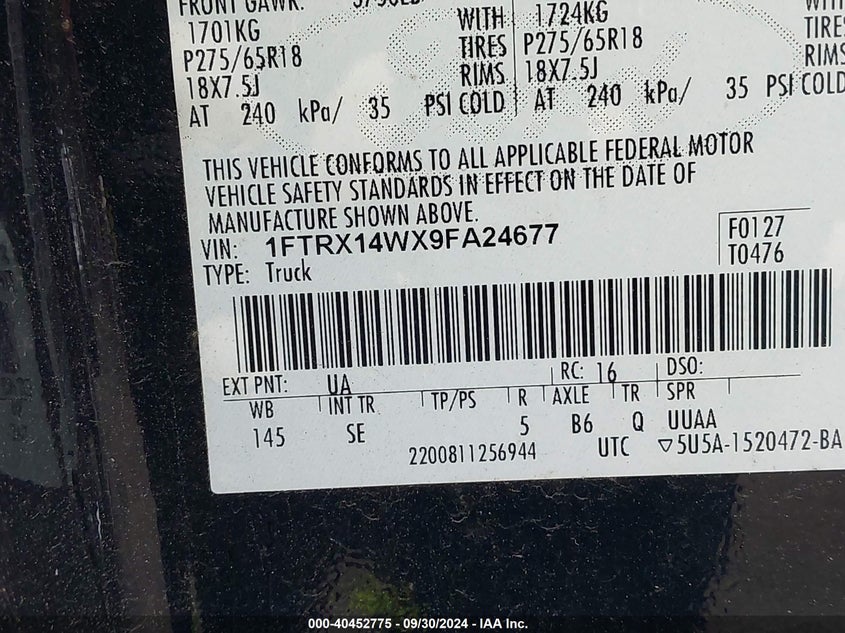 FRONT GAWR:
1701KG WITH 1724KG WITH
P275/65R18 TIRES P275/65R18 TIRES
18X7.5J RIMS 18X7.5J RIMS
AT 240 kPa/ 35 PSI COLD AT 240 kPa/ 35 PSI COLD
THIS VEHICLE CONFORMS TO ALL APPLICABLE FEDERAL MOTOR
VEHICLE SAFETY STANDARDS IN EFFECT ON THE DATE OF
MANUFACTURE SHOWN ABOVE.
VIN: 1FTRX14WX9FA24677 F0127
TYPE: Truck T0476
EXT PNT: UA RC: 16 DSO:
WB INT TR TP/PS R AXLE TR SPR
145 SE 5 B6 Q UUAA
2200811256944 UTC ▽5U5A-1520472-BA
000-40452775 - 09/30/2024 - IAA Inc.